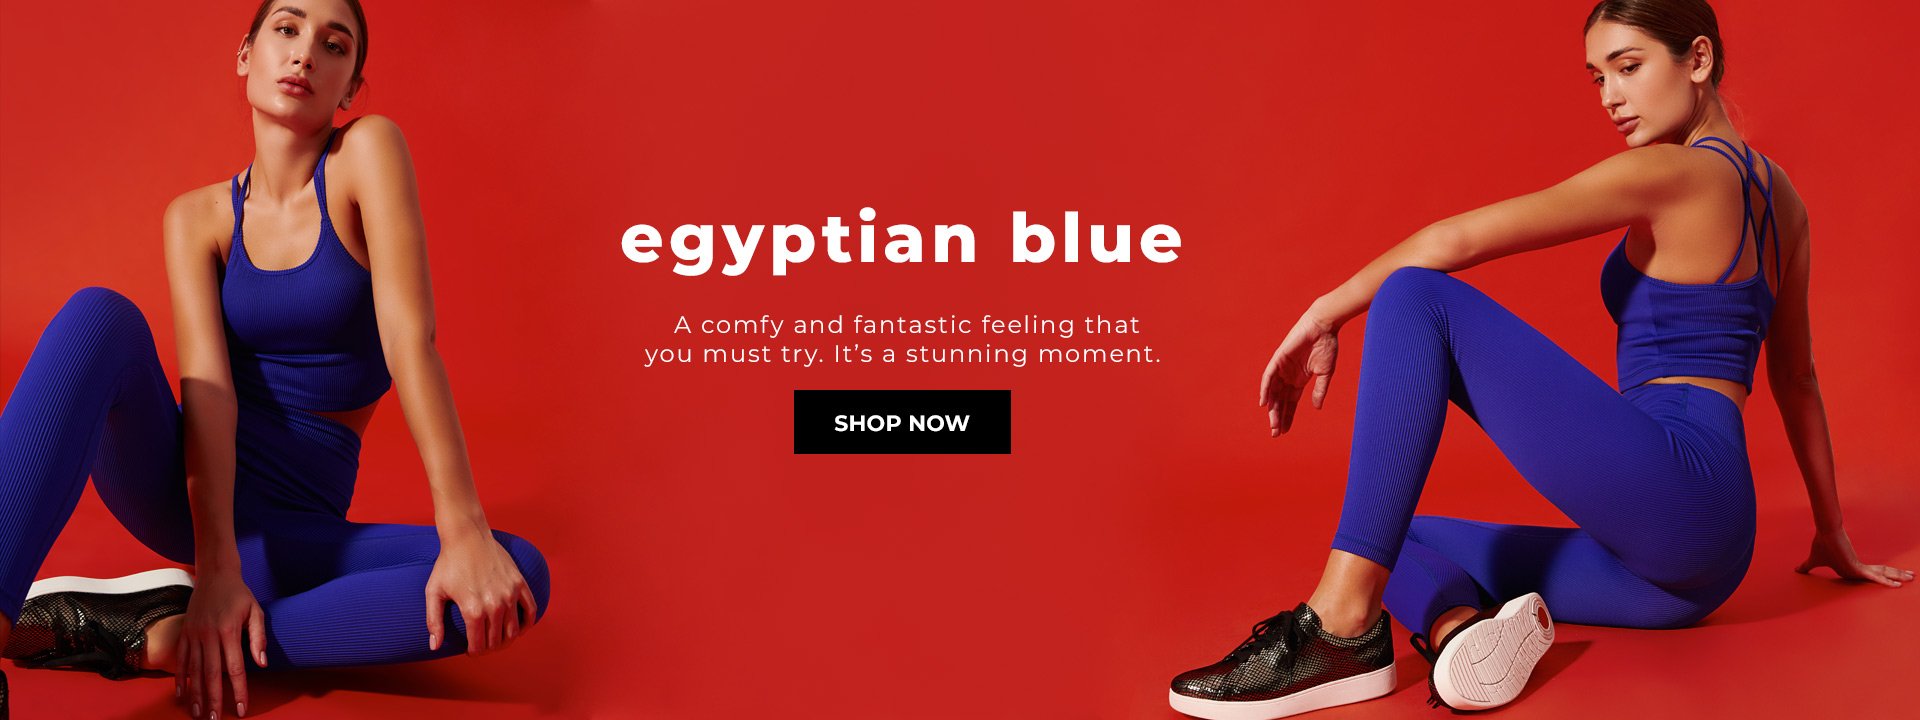 egyptian blue
A comfy and fantastic feeling that
you must try. It’s a stunning moment.
SHOP NOW